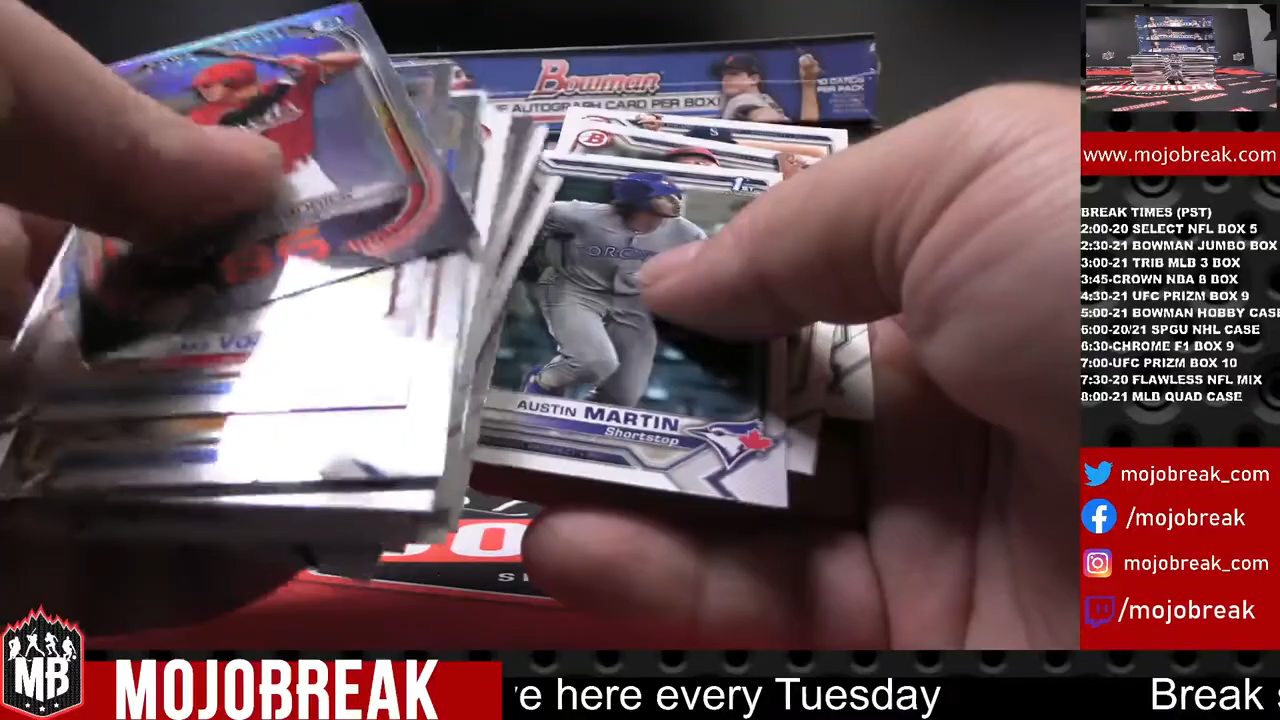 Bowman
AUTOGRAPH CARD PER BOX!
10 CARDS
PER PACK
1ST
TORO
AUSTIN MARTIN
Shortstop
MOJOBREAK
www.mojobreak.com
BREAK TIMES (PST)
2:00-20 SELECT NFL BOX 5
2:30-21 BOWMAN JUMBO BOX
3:00-21 TRIB MLB 3 BOX
3:45-CROWN NBA 8 BOX
4:30-21 UFC PRIZM BOX 9
5:00-21 BOWMAN HOBBY CASE
6:00-20/21 SPGU NHL CASE
6:30-CHROME F1 BOX 9
7:00-UFC PRIZM BOX 10
7:30-20 FLAWLESS NFL MIX
8:00-21 MLB QUAD CASE
mojobreak_com
/mojobreak
mojobreak_com
/mojobreak
MB
MOJOBREAK
e here every Tuesday
Break